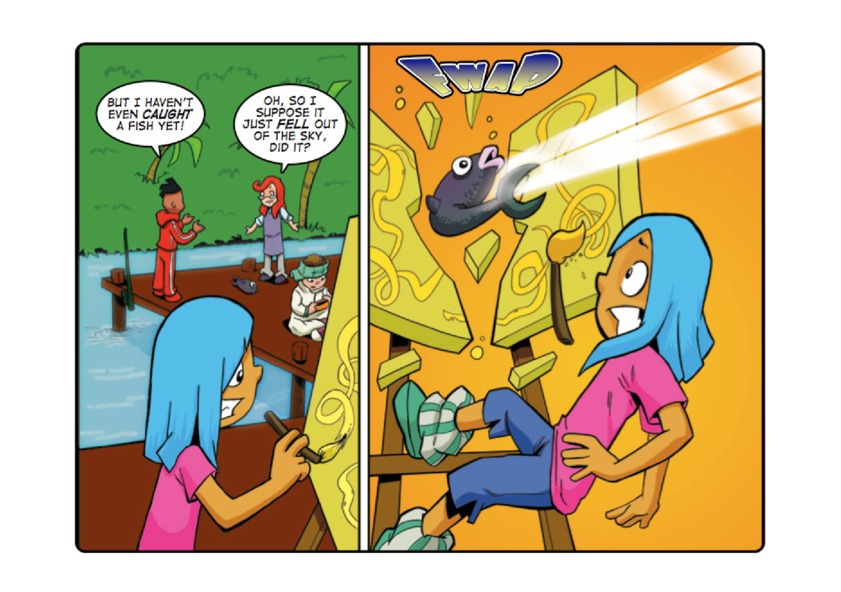 BUT I HAVEN'T
EVEN CAUGHT
A FISH YET!
OH, SO I
SUPPOSE IT
JUST FELL OUT
OF THE SKY,
DID IT?
FWAP